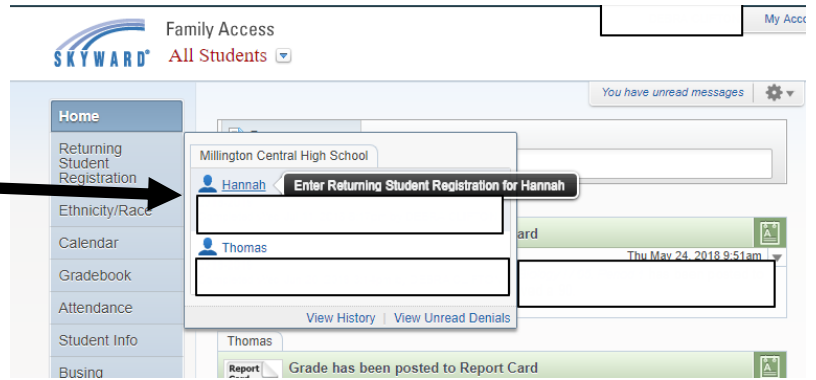 My Acc
Family Access
SKYWARD®
All Students
You have unread messages
Home
Returning
Student
Registration
Ethnicity/Race
Calendar
Gradebook
Attendance
Student Info
Busing
Millington Central High School
Hannah
Enter Returning Student Registration for Hannah
Thomas
View History | View Unread Denials
ard
Thu May 24, 2018 9:51am
Thomas
Report
Card
Grade has been posted to Report Card